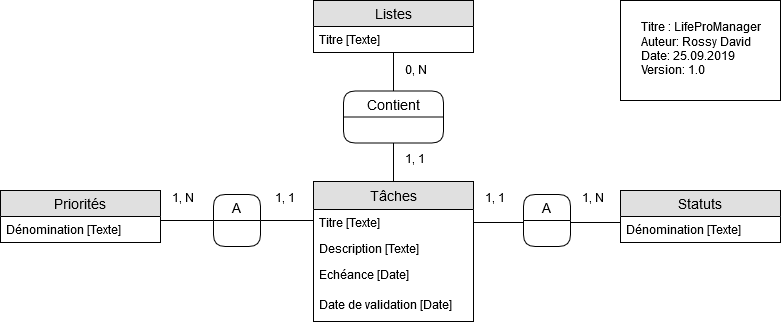 Listes
Titre [Texte]
Titre : LifeProManager
Auteur: Rossy David
Date: 25.09.2019
Version: 1.0
0, N
Contient
1, 1
Priorités
Dénomination [Texte]
1, N
A
1, 1
Tâches
Titre [Texte]
Description [Texte]
Echéance [Date]
Date de validation [Date]
1, 1
A
1, N
Statuts
Dénomination [Texte]